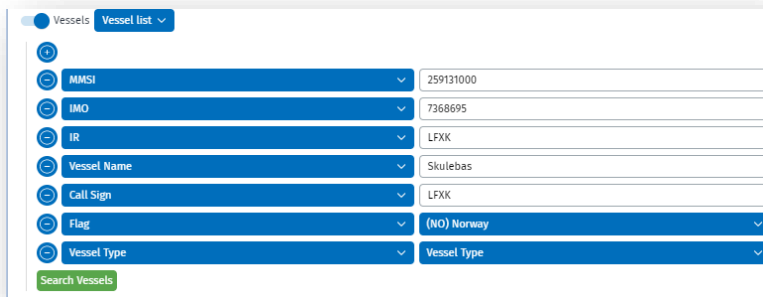 Vessels Vessel list
MMSI 259131000
IMO 7368695
IR LFXK
Vessel Name Skulebas
Call Sign LFXK
Flag (NO) Norway
Vessel Type Vessel Type
Search Vessels